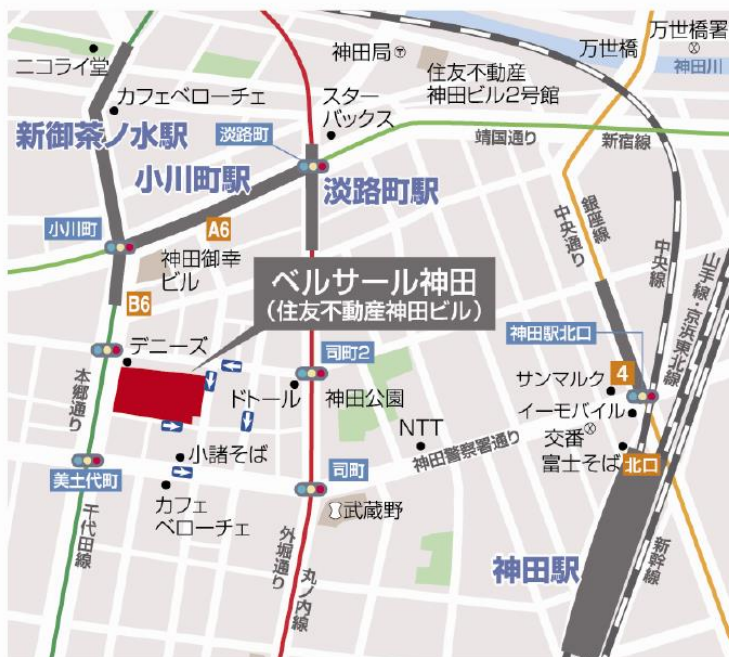 ニコライ堂
カフェベローチェ
新御茶ノ水駅
小川町駅
淡路町
神田局
スター
バックス
住友不動産
神田ビル2号館
万世橋
万世橋署
神田川
靖国通り
新宿線
淡路町駅
小川町
A6
神田御幸
ビル
B6
ベルサール神田
(住友不動産神田ビル)
銀座線
中央通り
中央線
山手線・京浜東北線
神田駅北口
デニーズ
本郷通り
司町2
ドトール
神田公園
サンマルク
4
イーモバイル
NTT
交番
富士そば
北口
神田警察署通り
小諸そば
美土代町
カフェ
ベローチェ
司町
武蔵野
千代田線
外堀通り
丸ノ内線
神田駅
新幹線